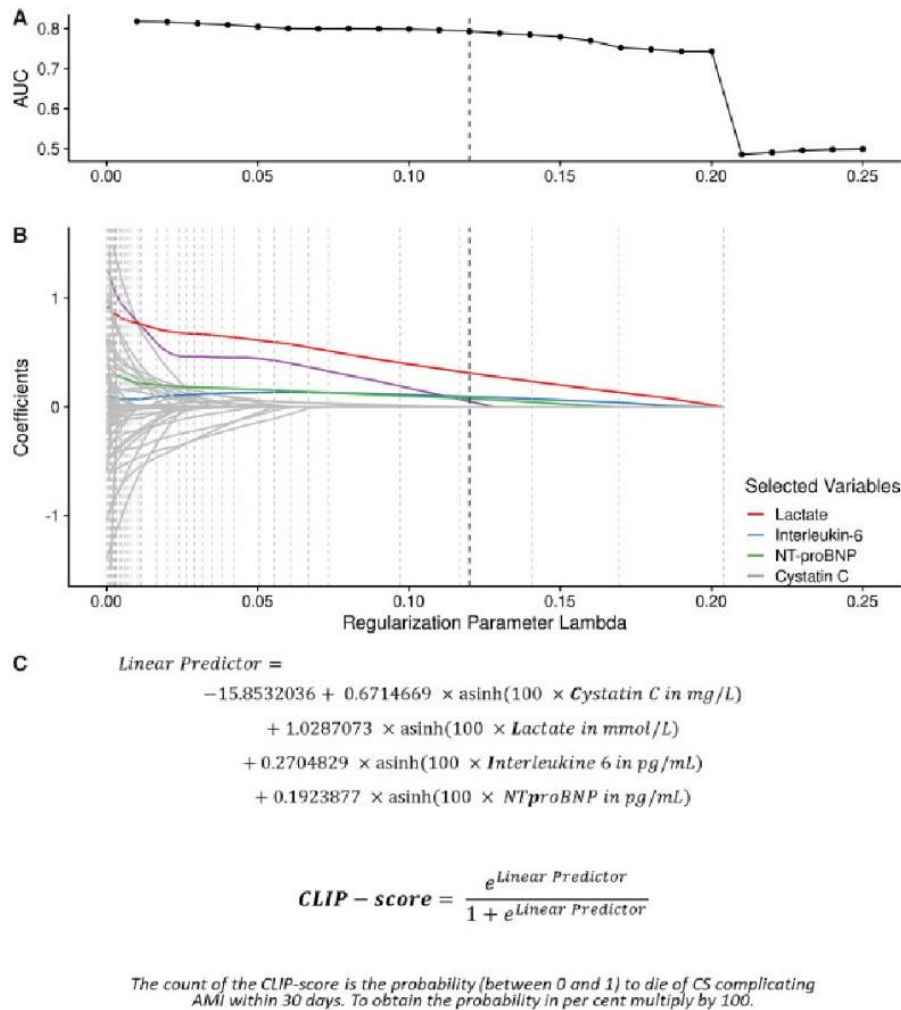 A
0.8
0.7
0.6
0.5
AUC
0.00 0.05 0.10 0.15 0.20 0.25
B
1
0
-1
Coefficients
Selected Variables
Lactate
Interleukin-6
NT-proBNP
Cystatin C
0.00 0.05 0.10 0.15 0.20 0.25
Regularization Parameter Lambda
C
Linear Predictor =
−15.8532036 + 0.6714669 × asinh(100 × Cystatin C in mg/L)
+ 1.0287073 × asinh(100 × Lactate in mmol/L)
+ 0.2704829 × asinh(100 × Interleukine 6 in pg/mL)
+ 0.1923877 × asinh(100 × NTproBNP in pg/mL)
e^Linear Predictor
CLIP − score =
1 + e^Linear Predictor
The count of the CLIP-score is the probability (between 0 and 1) to die of CS complicating
AMI within 30 days. To obtain the probability in per cent multiply by 100.